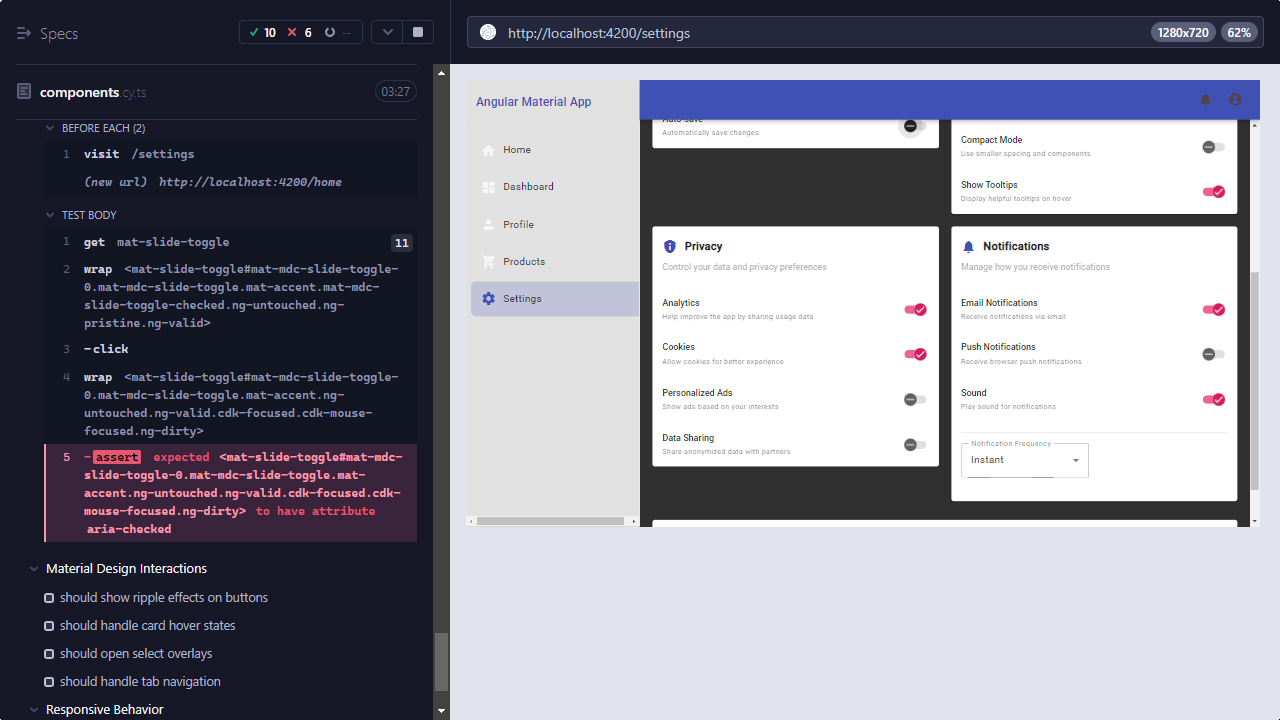 Specs
10
6
--
http://localhost:4200/settings
1280x720
62%
components.cy.ts
03:27
BEFORE EACH (2)
1 visit /settings
(new url) http://localhost:4200/home
TEST BODY
1 get mat-slide-toggle 11
2 wrap <mat-slide-toggle#mat-mdc-slide-toggle-
0.mat-mdc-slide-toggle.mat-accent.mat-mdc-
slide-toggle-checked.ng-untouched.ng-
pristine.ng-valid>
3 -click
4 wrap <mat-slide-toggle#mat-mdc-slide-toggle-
0.mat-mdc-slide-toggle.mat-accent.ng-
untouched.ng-valid.cdk-focused.cdk-mouse-
focused.ng-dirty>
5 -assert expected <mat-slide-toggle#mat-mdc-
slide-toggle-0.mat-mdc-slide-toggle.mat-
accent.ng-untouched.ng-valid.cdk-focused.cdk-
mouse-focused.ng-dirty> to have attribute
aria-checked
Material Design Interactions
should show ripple effects on buttons
should handle card hover states
should open select overlays
should handle tab navigation
Responsive Behavior
Angular Material App
Home
Dashboard
Profile
Products
Settings
Auto-save
Automatically save changes
Compact Mode
Use smaller spacing and components
Show Tooltips
Display helpful tooltips on hover
Privacy
Control your data and privacy preferences
Analytics
Help improve the app by sharing usage data
Cookies
Allow cookies for better experience
Personalized Ads
Show ads based on your interests
Data Sharing
Share anonymized data with partners
Notifications
Manage how you receive notifications
Email Notifications
Receive notifications via email
Push Notifications
Receive browser push notifications
Sound
Play sound for notifications
Notification Frequency
Instant